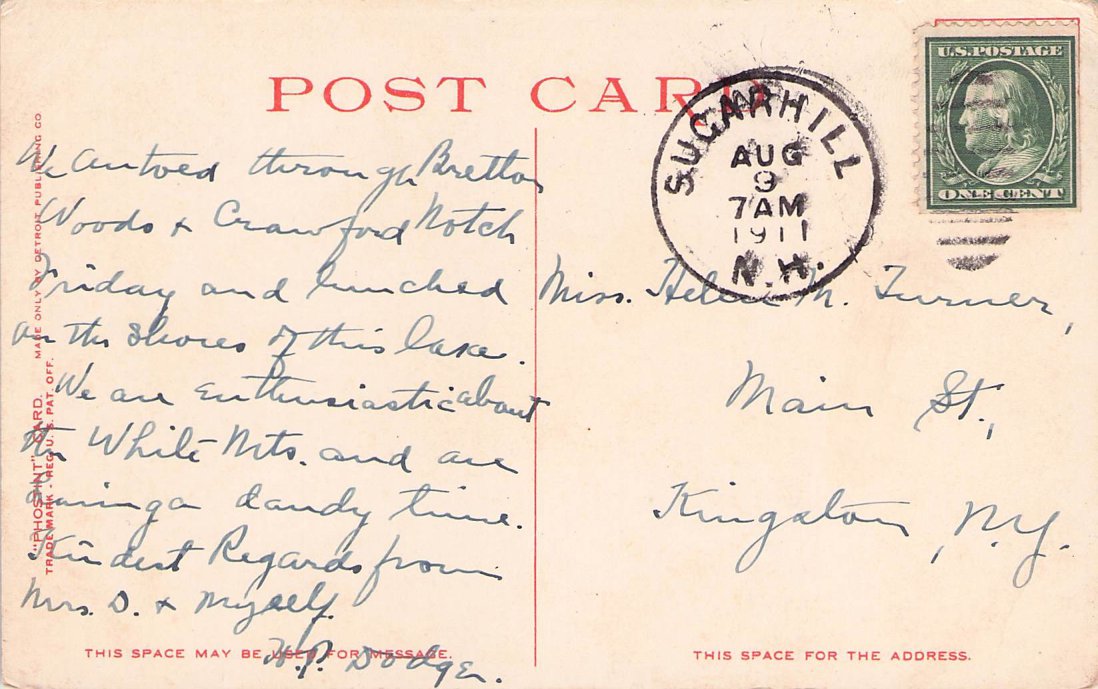 POST CARD
U.S. POSTAGE
ONE CENT
SUGAR HILL
AUG
9
7 AM
1911
N.H.
We autoed through Bretton
Woods & Crawford Notch
Friday and lunched
on the shores of this lake.
We are enthusiastic about
the White Mts. and are
having a dandy time.
Kindest Regards from
Mrs. D. & Myself.
H.P. Dodge.
Miss. Helen M. Turner,
Main St.,
Kingston, N.Y.
"PHOSTINT" CARD. MADE ONLY BY DETROIT PUBLISHING CO
TRADE MARK - REG. U. S. PAT. OFF.
THIS SPACE MAY BE USED FOR MESSAGE.
THIS SPACE FOR THE ADDRESS.